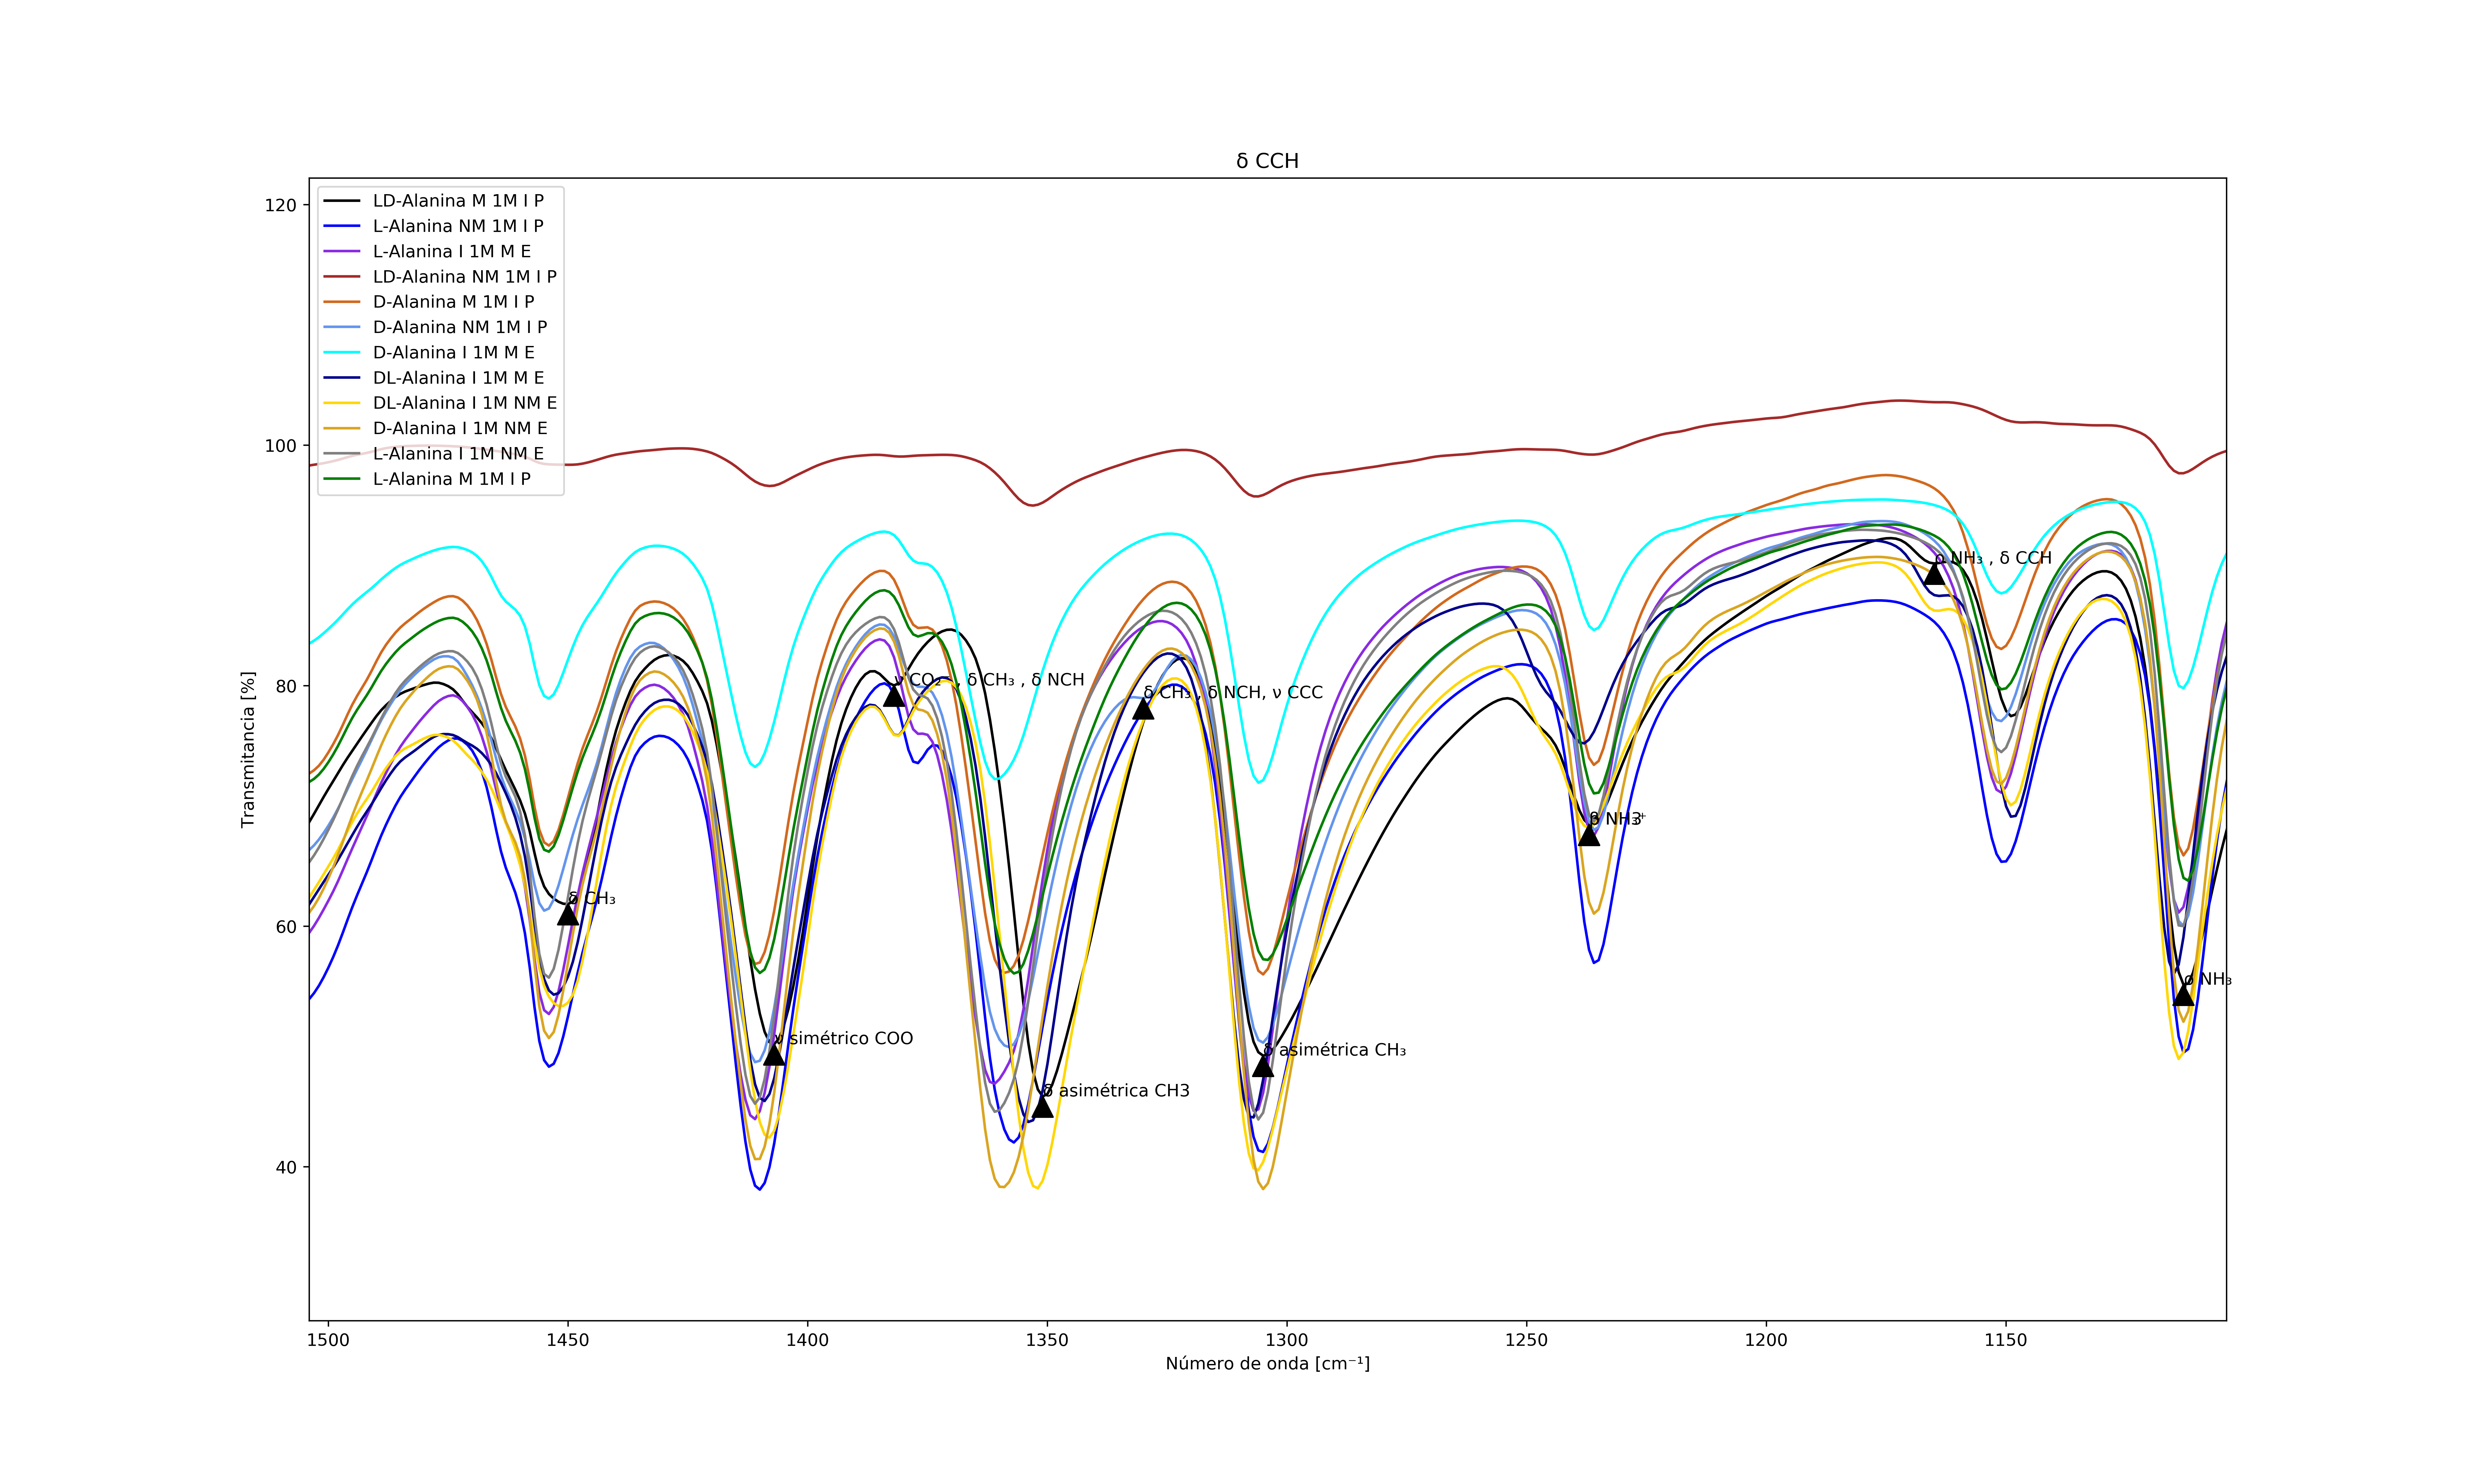 δ CCH
LD-Alanina M 1M I P
L-Alanina NM 1M I P
L-Alanina I 1M M E
LD-Alanina NM 1M I P
D-Alanina M 1M I P
D-Alanina NM 1M I P
D-Alanina I 1M M E
DL-Alanina I 1M M E
DL-Alanina I 1M NM E
D-Alanina I 1M NM E
L-Alanina I 1M NM E
L-Alanina M 1M I P
120
100
80
60
40
Transmitancia [%]
ρ NH₃ , δ CCH
δ CH₃ , δ NCH
δ CH₃ , δ NCH, ν CCC
δ CH₃
ν simétrico COO
δ asimétrica CH₃
δ asimétrica CH3
ρ NH₃
1500
1450
1400
1350
1300
1250
1200
1150
Número de onda [cm⁻¹]